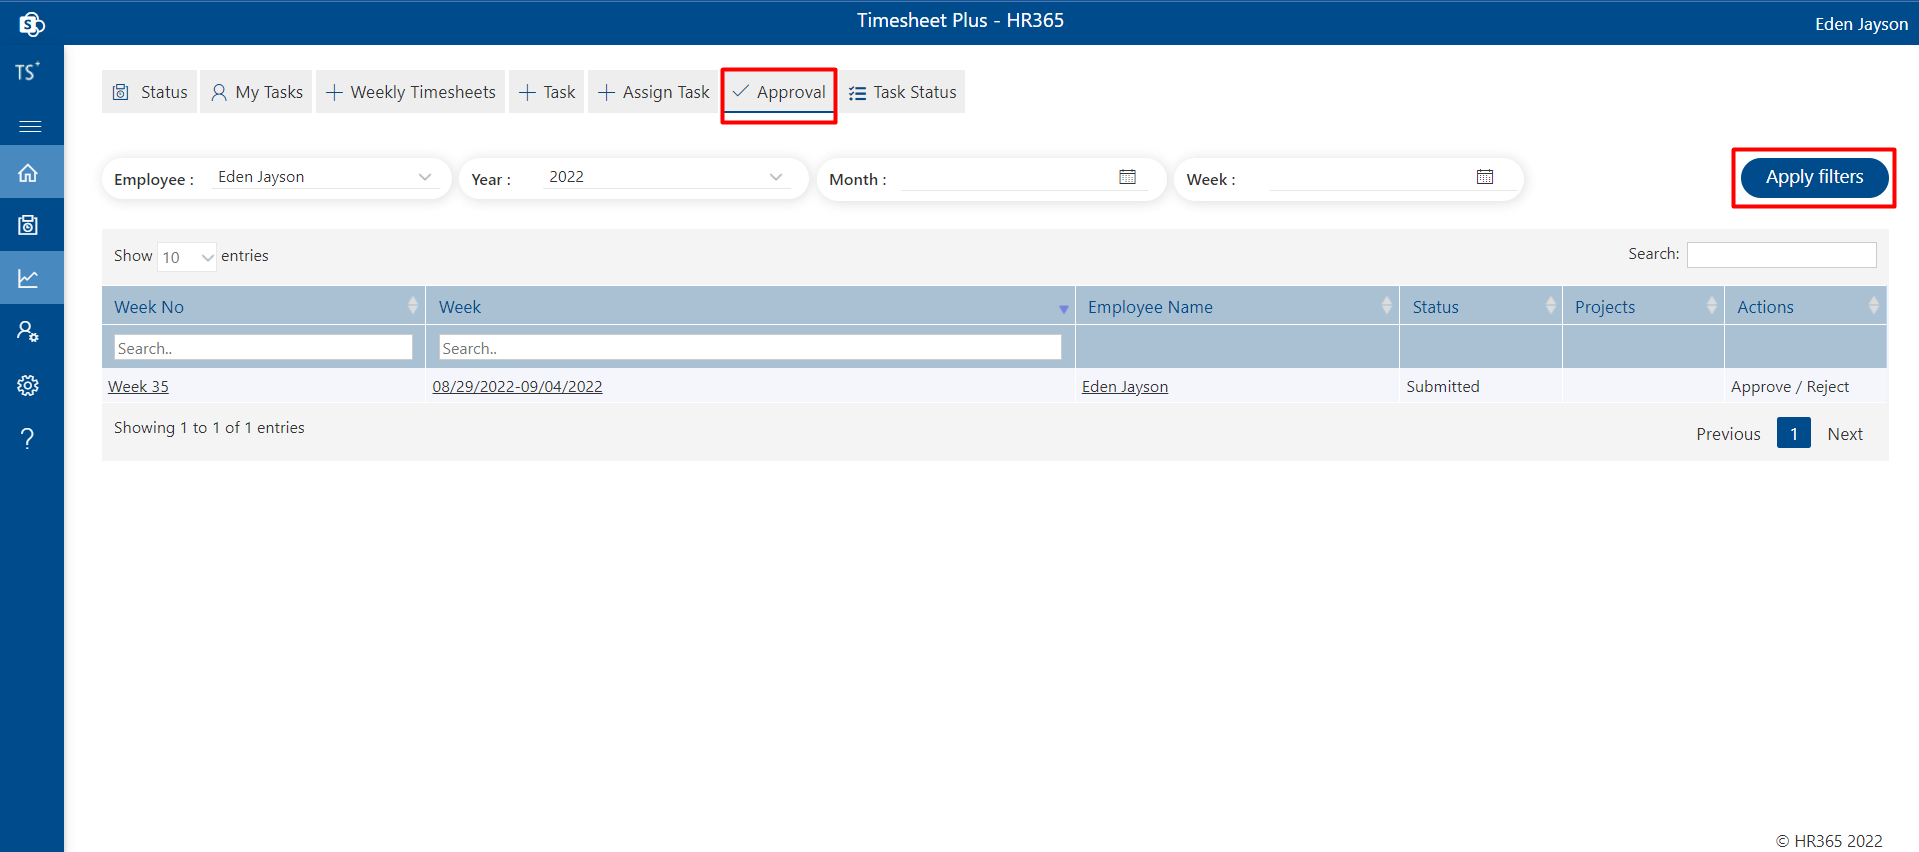 Timesheet Plus - HR365
Eden Jayson
S
TS+
Status My Tasks Weekly Timesheets Task Assign Task Approval Task Status
Employee : Eden Jayson Year : 2022 Month : Week : Apply filters
Show 10 entries Search:
Week No Week Employee Name Status Projects Actions
Search.. Search..
Week 35 08/29/2022-09/04/2022 Eden Jayson Submitted Approve / Reject
Showing 1 to 1 of 1 entries
Previous 1 Next
© HR365 2022